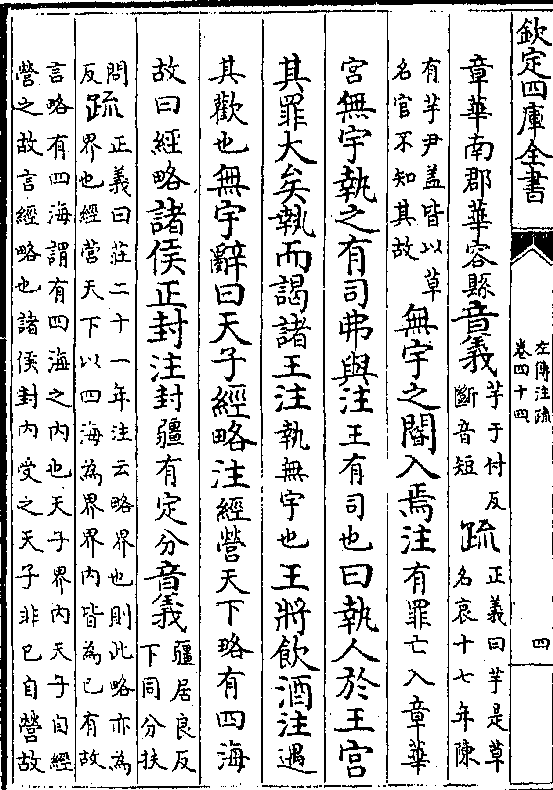 欽定四庫全書
左傳注疏
卷四十四
四
章華南郡華容縣音義芋于付反
斷音短疏正義曰芋是草
名哀十七年陳
有芋尹盖皆以草
名官不知其故無宇之閽入焉注有罪亡入章華
宮無宇執之有司弗與注王有司也曰執人於王宮
其罪大矣執而謁諸王注執無宇也王將飲酒注遇
其歡也無宇辭曰天子經略注經營天下略有四海
故曰經略諸侯正封注封疆有定分音義疆居良反
下同分扶
問
反疏正義曰莊二十一年注云略界也則此略亦為
界也經營天下以四海為界界內皆為己有故
言略有四海謂有四海之內也天子界內天子自經
營之故言經略也諸侯封內受之天子非己自營故